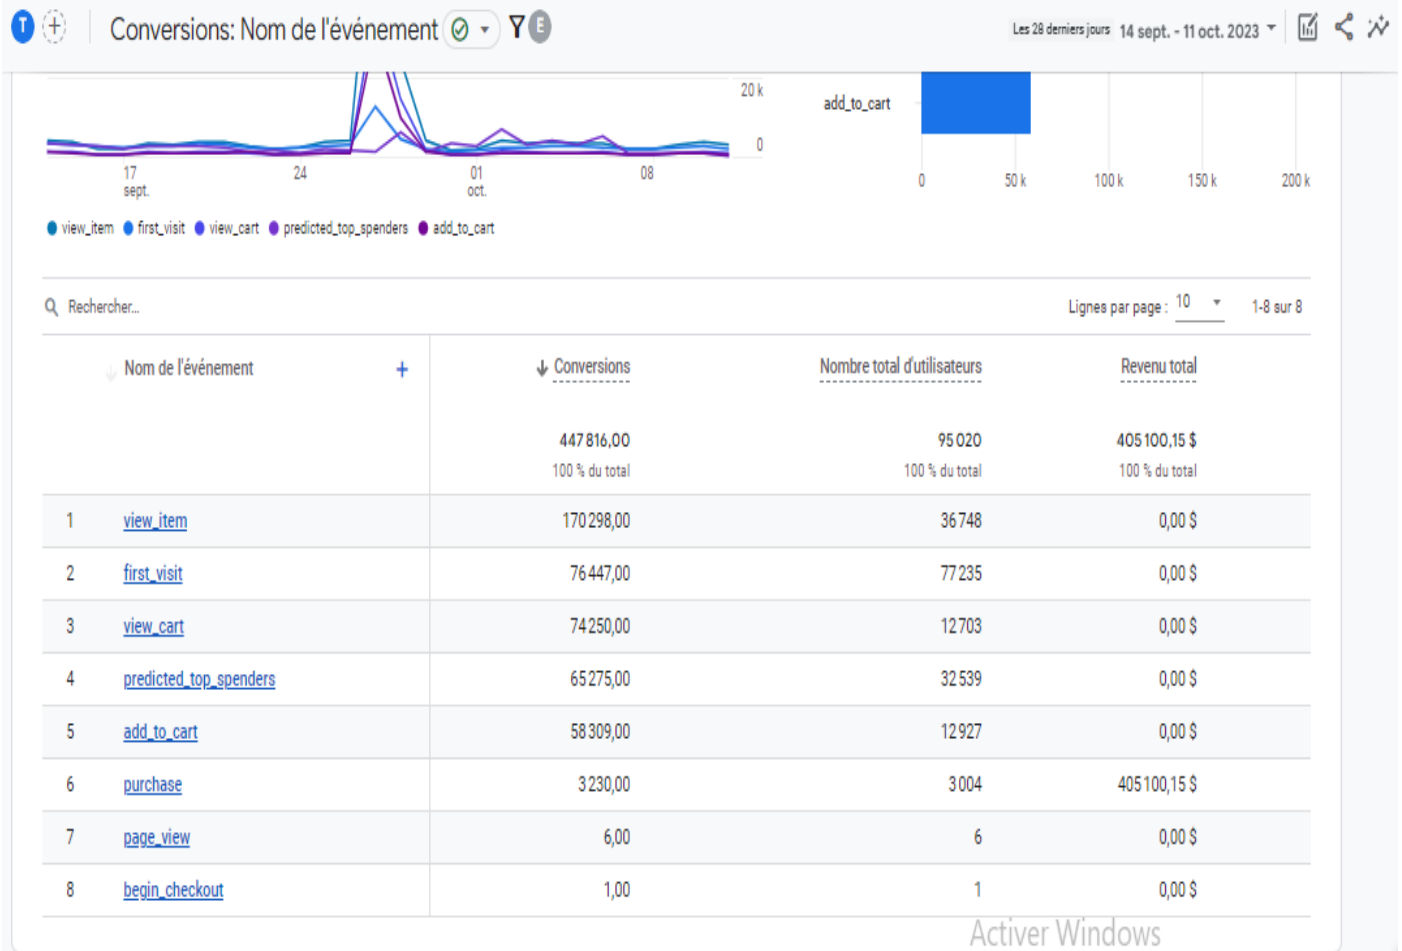 T Conversions: Nom de l'événement E Les 28 derniers jours 14 sept. - 11 oct. 2023
20 k
0
17 sept.
24
01 oct.
08
view_item first_visit view_cart predicted_top_spenders add_to_cart
add_to_cart
0 50 k 100 k 150 k 200 k
Rechercher... Lignes par page : 10 1-8 sur 8
Nom de l'événement + Conversions Nombre total d'utilisateurs Revenu total
447 816,00 95 020 405 100,15 $
100 % du total 100 % du total 100 % du total
1 view_item 170 298,00 36 748 0,00 $
2 first_visit 76 447,00 77 235 0,00 $
3 view_cart 74 250,00 12 703 0,00 $
4 predicted_top_spenders 65 275,00 32 539 0,00 $
5 add_to_cart 58 309,00 12 927 0,00 $
6 purchase 3 230,00 3 004 405 100,15 $
7 page_view 6,00 6 0,00 $
8 begin_checkout 1,00 1 0,00 $
Activer Windows